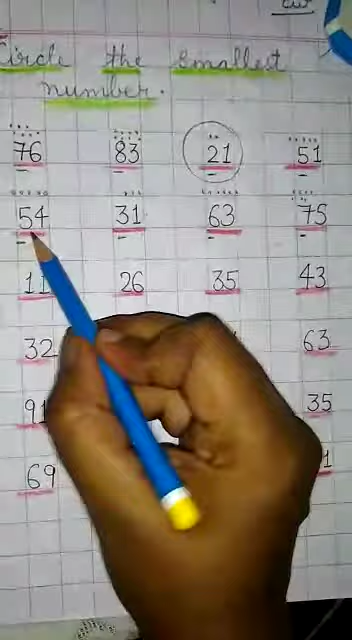 Circle the smallest
number.
76 83 21 51
54 31 63 75
11 26 35 43
32 63
91 35
69